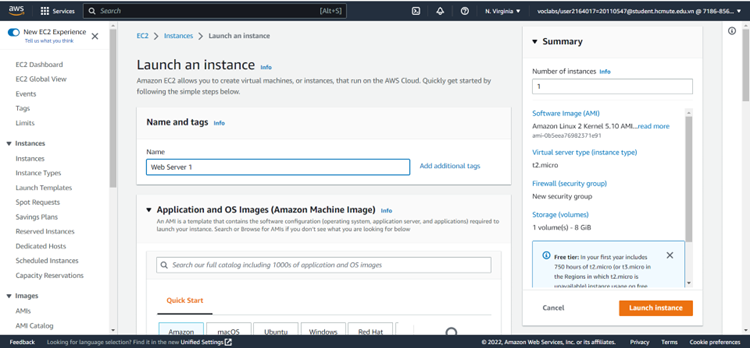 aws
Services
Search
[Alt+S]
N. Virginia
voclabs/user2164017=20110547@student.hcmute.edu.vn @ 7186-856...
New EC2 Experience
Tell us what you think
EC2 Dashboard
EC2 Global View
Events
Tags
Limits
Instances
Instances
Instance Types
Launch Templates
Spot Requests
Savings Plans
Reserved Instances
Dedicated Hosts
Scheduled Instances
Capacity Reservations
Images
AMIs
AMI Catalog
EC2 > Instances > Launch an instance
Launch an instance Info
Amazon EC2 allows you to create virtual machines, or instances, that run on the AWS Cloud. Quickly get started by
following the simple steps below.
Name and tags Info
Name
Web Server 1
Add additional tags
Application and OS Images (Amazon Machine Image) Info
An AMI is a template that contains the software configuration (operating system, application server, and applications) required to
launch your instance. Search or Browse for AMIs if you don't see what you are looking for below
Search our full catalog including 1000s of application and OS images
Quick Start
Amazon
macOS
Ubuntu
Windows
Red Hat
Summary
Number of instances Info
1
Software Image (AMI)
Amazon Linux 2 Kernel 5.10 AMI...read more
ami-0b5eea76982371e91
Virtual server type (instance type)
t2.micro
Firewall (security group)
New security group
Storage (volumes)
1 volume(s) - 8 GiB
Free tier: In your first year includes
750 hours of t2.micro (or t3.micro in
the Regions in which t2.micro is
unavailable) instance usage on free
Cancel
Launch instance
Feedback
Looking for language selection? Find it in the new Unified Settings
© 2022, Amazon Web Services, Inc. or its affiliates.
Privacy
Terms
Cookie preferences